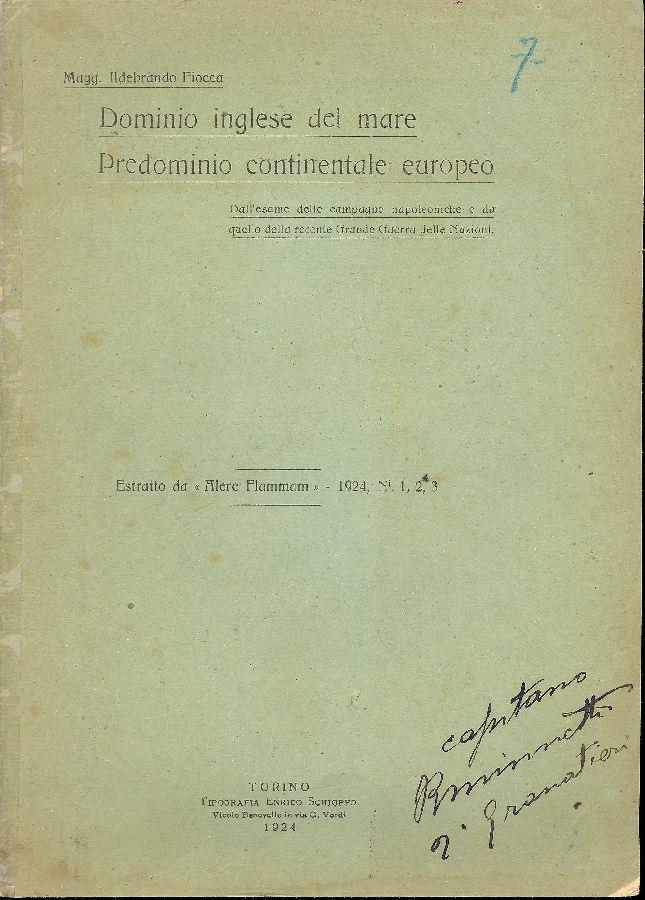 7
Magg. Ildebrando Fiocca
Dominio inglese del mare
Predominio continentale europeo
Dall'esame delle campagne napoleoniche e da
quello della recente Grande Guerra delle Nazioni.
Estratto da « Alere Flammam » - 1924, Nⁱ. 1, 2, 3
TORINO
TIPOGRAFIA ENRICO SCHIOPPO
Vicolo Benevello in via G. Verdi
1924
capitano
2° Granatieri